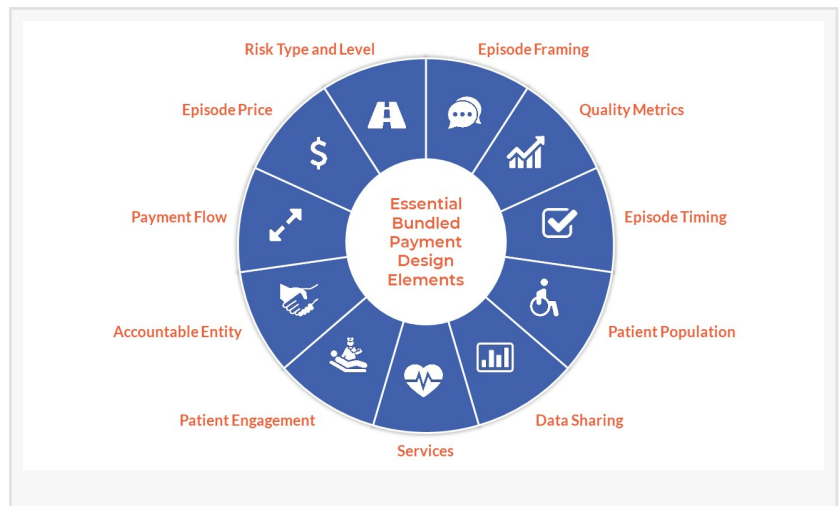 Risk Type and Level
Episode Framing
Episode Price
Quality Metrics
$
Essential
Bundled
Payment
Design
Elements
Payment Flow
Episode Timing
Accountable Entity
Patient Population
Patient Engagement
Data Sharing
Services